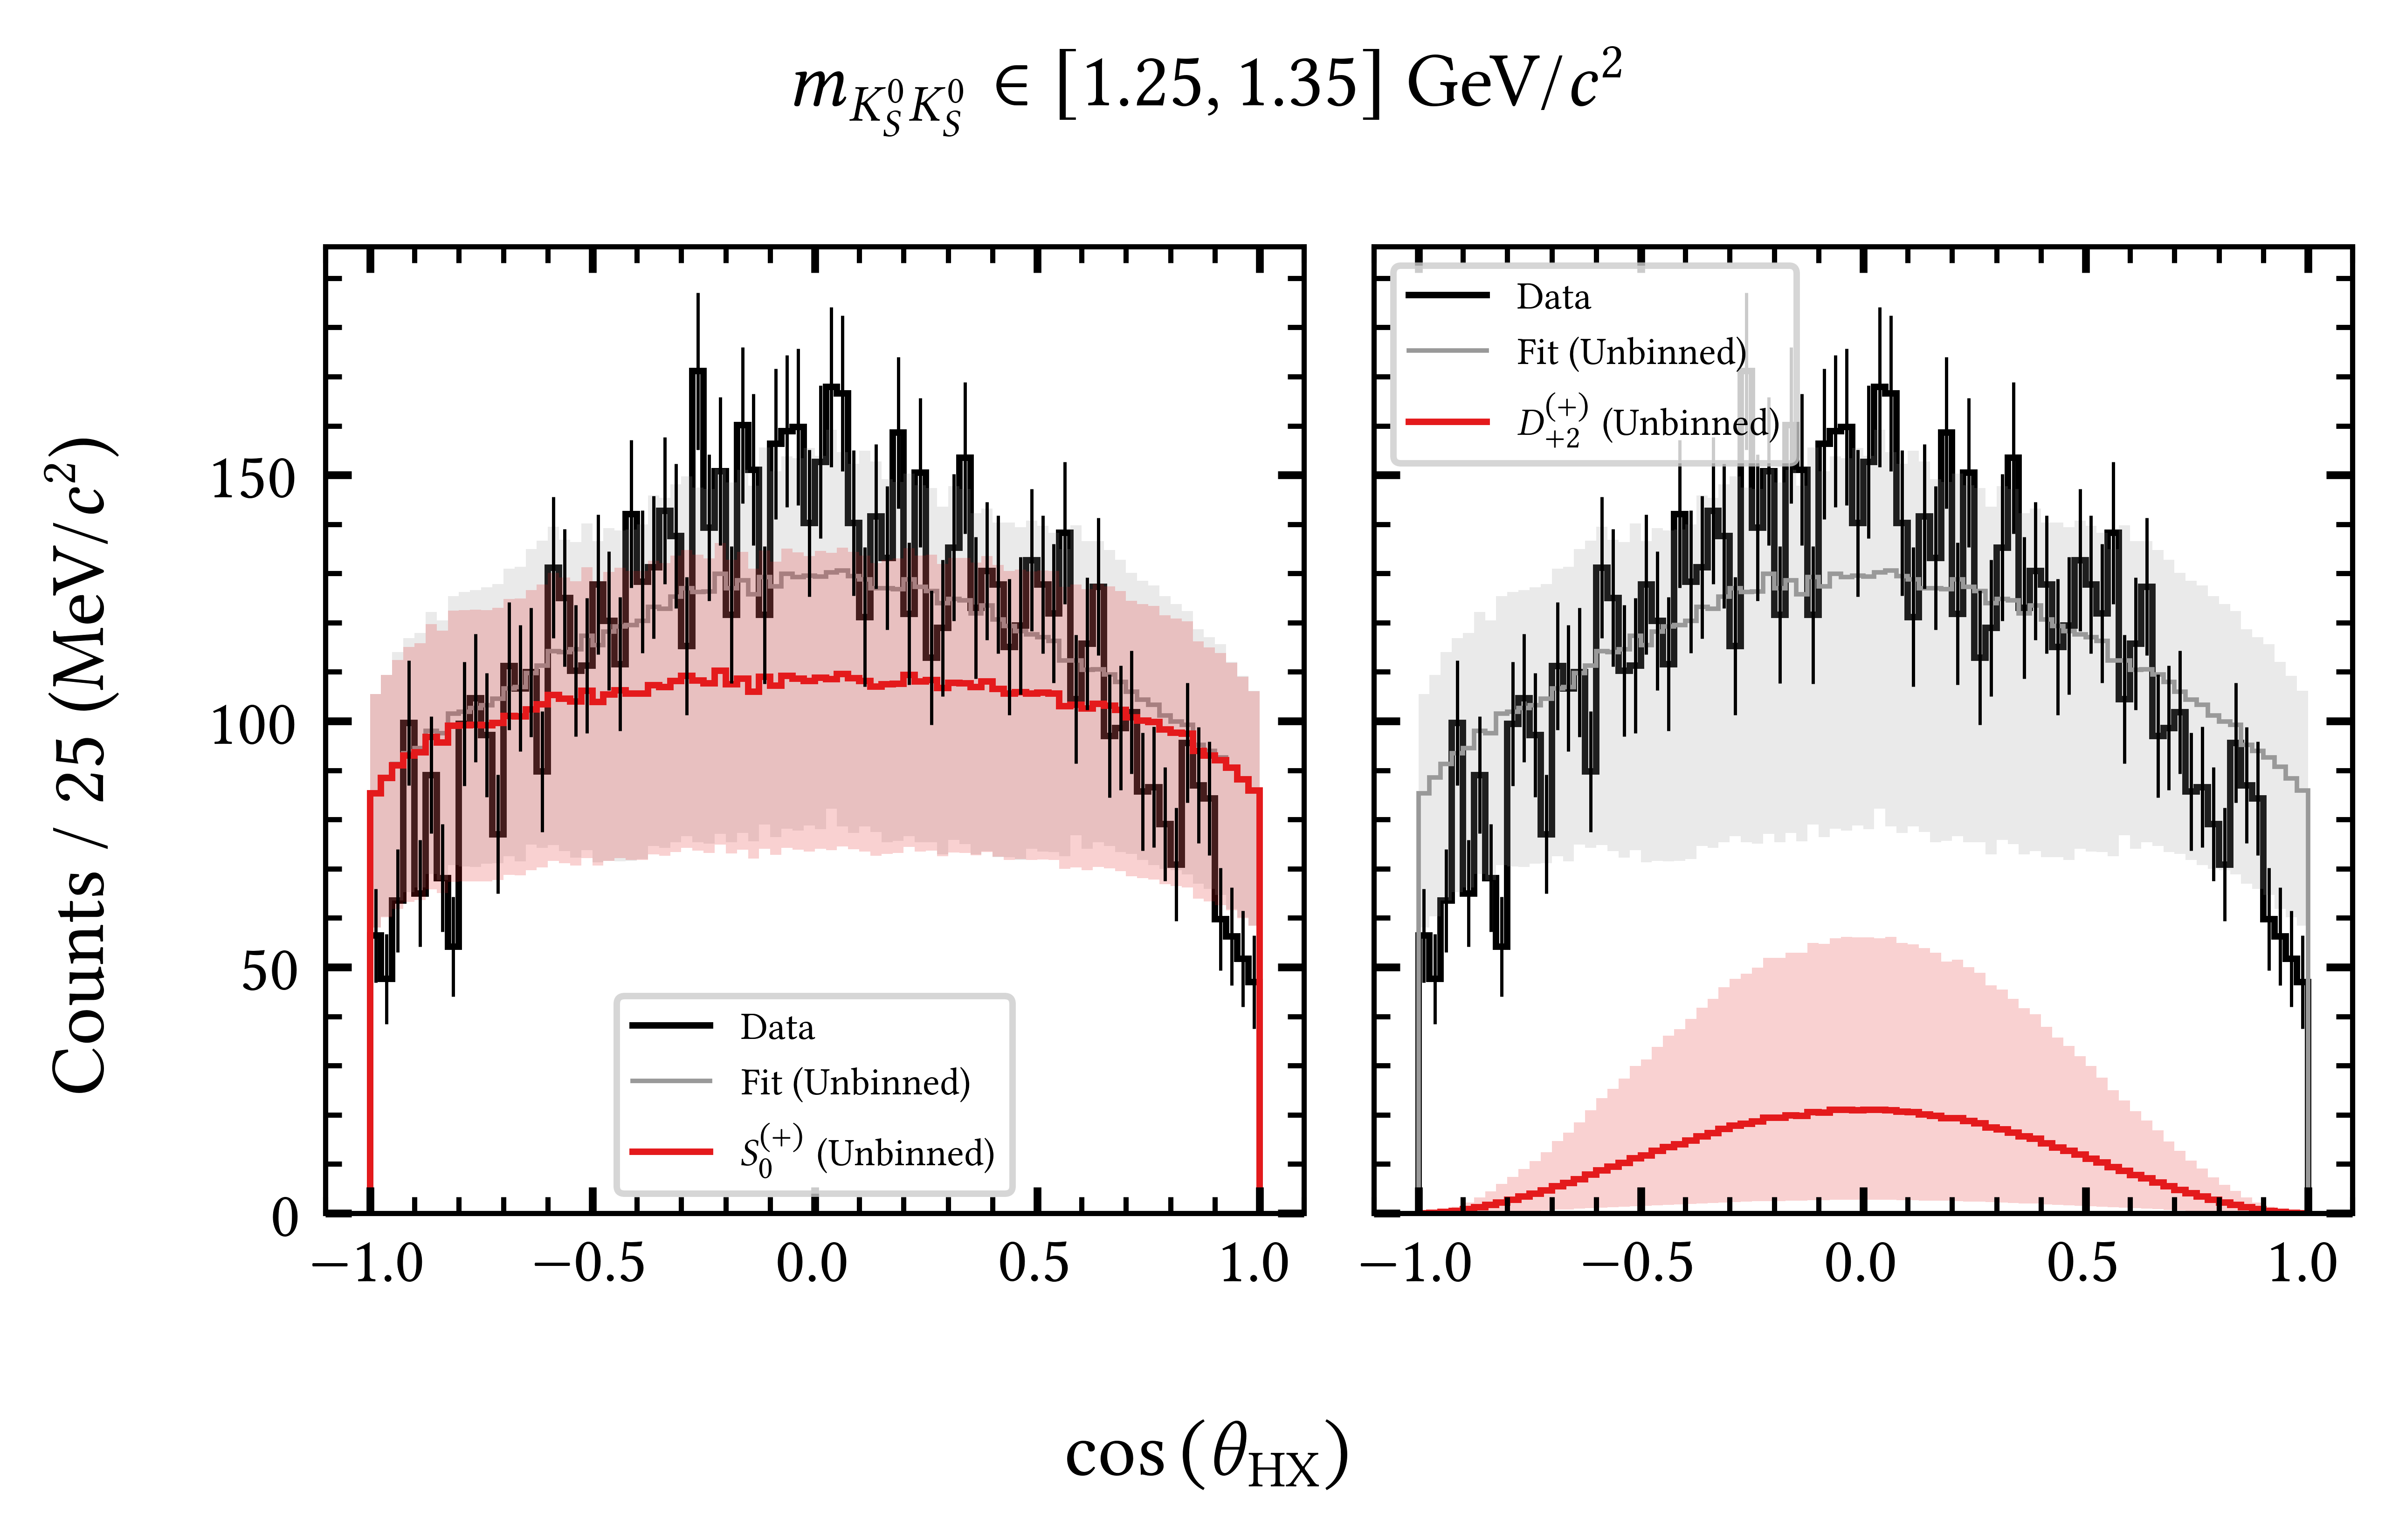 m_{K_S^0 K_S^0} ∈ [1.25, 1.35] GeV/c²
Counts / 25 (MeV/c²)
150
100
50
0
Data
Fit (Unbinned)
S_0^{(+)} (Unbinned)
−1.0 −0.5 0.0 0.5 1.0
Data
Fit (Unbinned)
D_{+2}^{(+)} (Unbinned)
−1.0 −0.5 0.0 0.5 1.0
cos (θ_{HX})